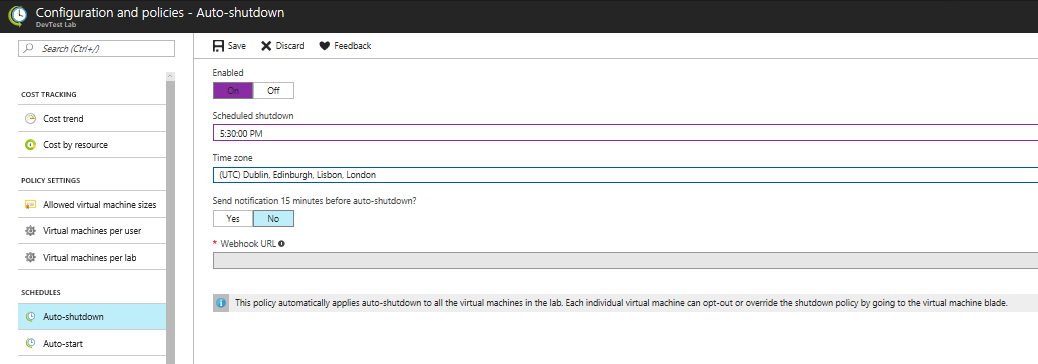 Configuration and policies - Auto-shutdown
DevTest Lab
Search (Ctrl+/)
COST TRACKING
Cost trend
Cost by resource
POLICY SETTINGS
Allowed virtual machine sizes
Virtual machines per user
Virtual machines per lab
SCHEDULES
Auto-shutdown
Auto-start
Save Discard Feedback
Enabled
On Off
Scheduled shutdown
5:30:00 PM
Time zone
(UTC) Dublin, Edinburgh, Lisbon, London
Send notification 15 minutes before auto-shutdown?
Yes No
* Webhook URL
This policy automatically applies auto-shutdown to all the virtual machines in the lab. Each individual virtual machine can opt-out or override the shutdown policy by going to the virtual machine blade.